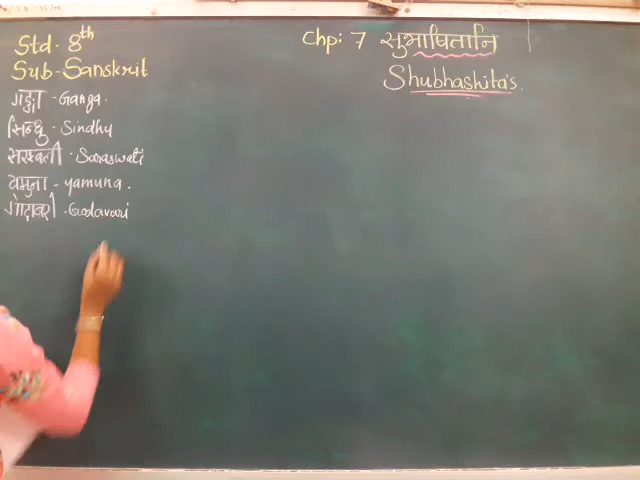 Std- 8th
Sub-Sanskrit
Chp: 7 सुभाषितानि
Shubhashita's.
गङ्गा - Ganga.
सिन्धु - Sindhu
सरस्वती - Saraswati
यमुना - yamuna.
गोदावरी - Godavari